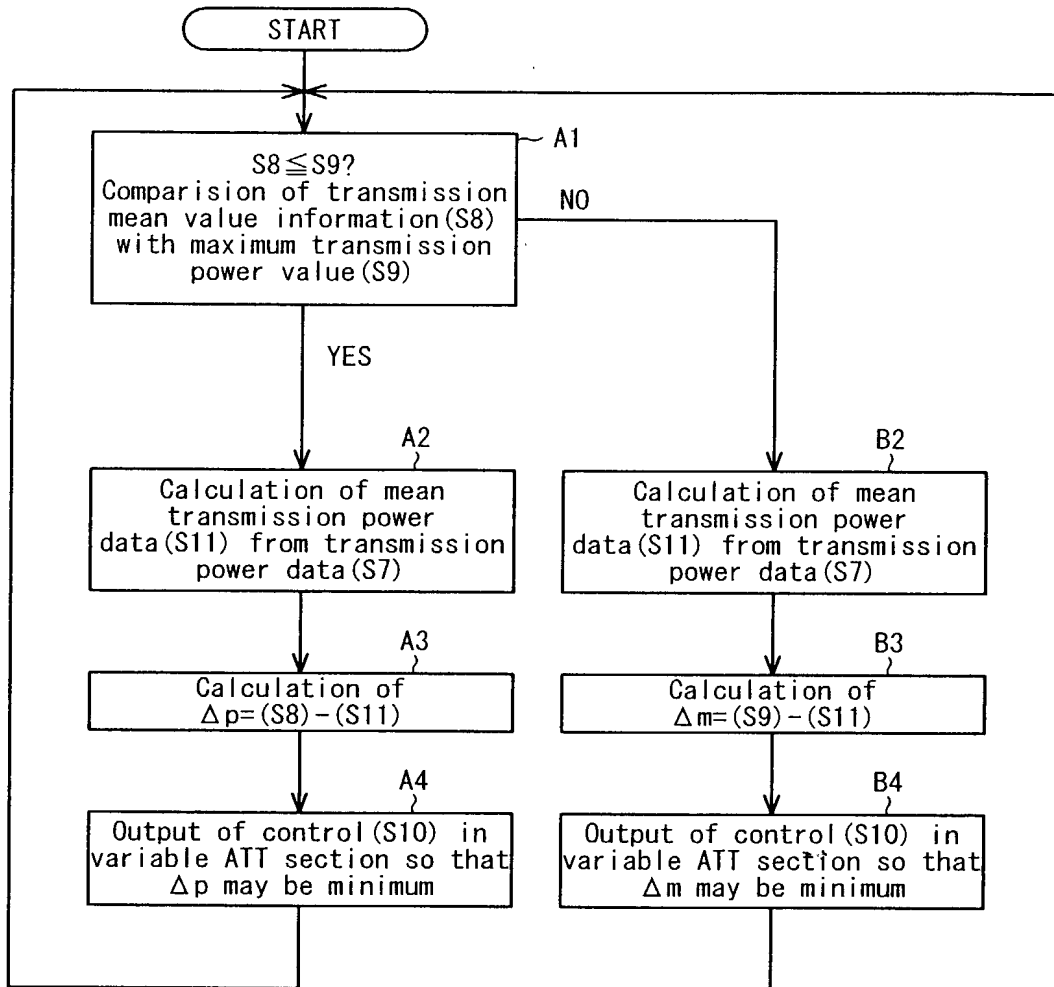 START
A1
S8≦S9?
Comparision of transmission
mean value information(S8)
with maximum transmission
power value(S9)
NO
YES
A2
Calculation of mean
transmission power
data(S11) from transmission
power data(S7)
B2
Calculation of mean
transmission power
data(S11) from transmission
power data(S7)
A3
Calculation of
Δp=(S8)-(S11)
B3
Calculation of
Δm=(S9)-(S11)
A4
Output of control(S10) in
variable ATT section so that
Δp may be minimum
B4
Output of control(S10) in
variable ATT section so that
Δm may be minimum